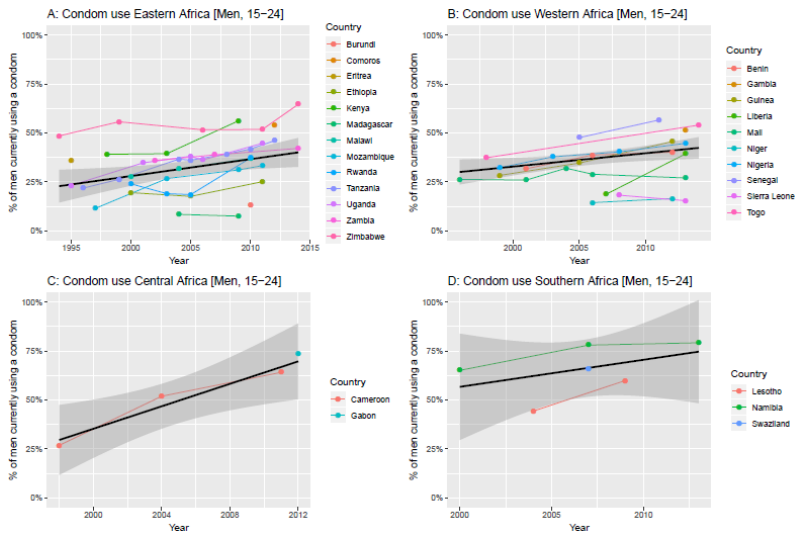 A: Condom use Eastern Africa [Men, 15−24]
% of men currently using a condom
100%
75%
50%
25%
0%
1995
2000
2005
2010
2015
Year
Country
Burundi
Comoros
Eritrea
Ethiopia
Kenya
Madagascar
Malawi
Mozambique
Rwanda
Tanzania
Uganda
Zambia
Zimbabwe
B: Condom use Western Africa [Men, 15−24]
% of men currently using a condom
100%
75%
50%
25%
0%
2000
2005
2010
Year
Country
Benin
Gambia
Guinea
Liberia
Mali
Niger
Nigeria
Senegal
Sierra Leone
Togo
C: Condom use Central Africa [Men, 15−24]
% of men currently using a condom
100%
75%
50%
25%
0%
2000
2004
2008
2012
Year
Country
Cameroon
Gabon
D: Condom use Southern Africa [Men, 15−24]
% of men currently using a condom
100%
75%
50%
25%
0%
2000
2005
2010
Year
Country
Lesotho
Namibia
Swaziland